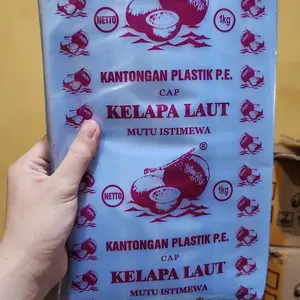 NETTO 1kg
KANTONGAN PLASTIK P.E.
CAP
KELAPA LAUT
MUTU ISTIMEWA
®
NETTO 1kg
KANTONGAN PLASTIK P.E.
CAP
KELAPA LAUT
MUTU ISTIMEWA